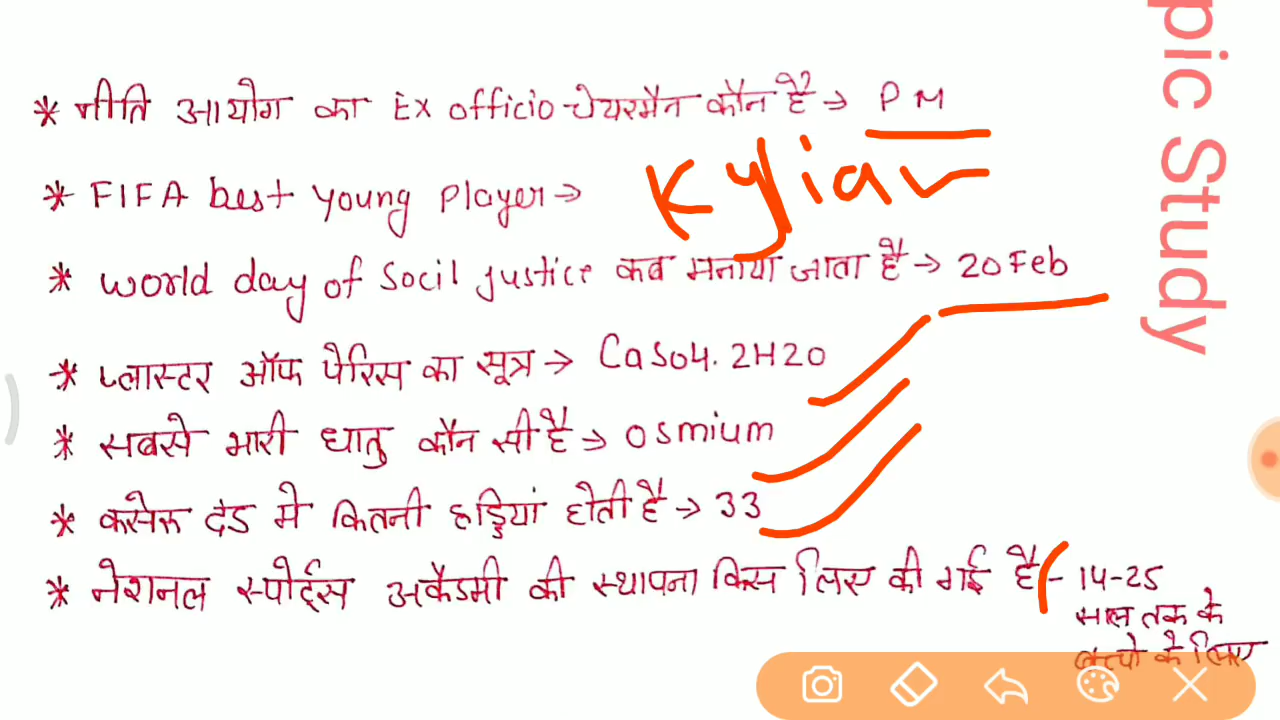 * नीति आयोग का Ex officio चेयरमैन कौन है → PM
* FIFA best young player → Kylian
* world day of Socil justice कब मनाया जाता है → 20 Feb
* प्लास्टर ऑफ पेरिस का सूत्र → CaSO4. 2H2O
* सबसे भारी धातु कौन सी है → osmium
* कसेरू दंड मे कितनी हड्डियां होती है → 33
* नेशनल स्पोर्ट्स अकैडमी की स्थापना किस लिए की गई है - 14-25
साल तक के
बच्चो के लिए
pic Study